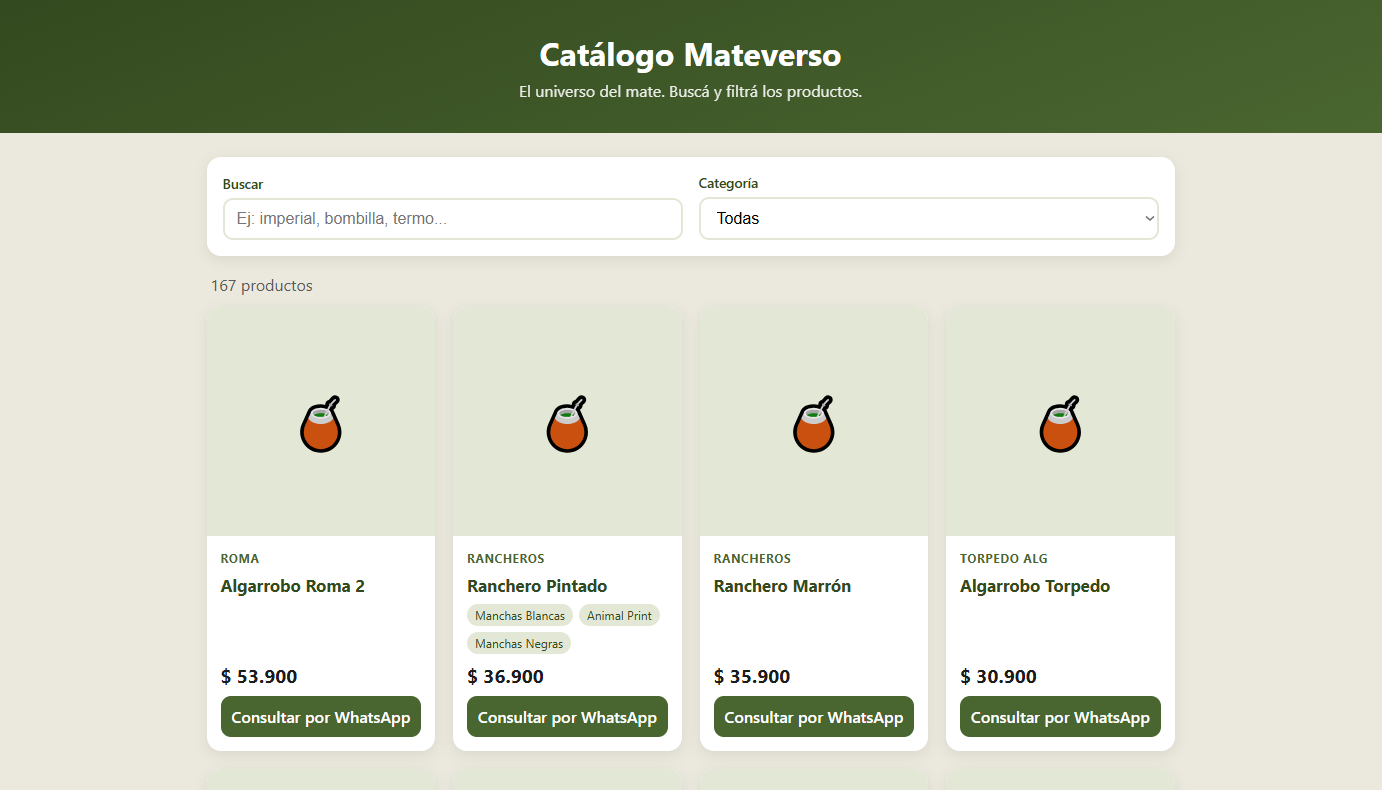 Catálogo Mateverso
El universo del mate. Buscá y filtrá los productos.
Buscar
Ej: imperial, bombilla, termo...
Categoría
Todas
167 productos
ROMA
Algarrobo Roma 2
$ 53.900
Consultar por WhatsApp
RANCHEROS
Ranchero Pintado
Manchas Blancas
Animal Print
Manchas Negras
$ 36.900
Consultar por WhatsApp
RANCHEROS
Ranchero Marrón
$ 35.900
Consultar por WhatsApp
TORPEDO ALG
Algarrobo Torpedo
$ 30.900
Consultar por WhatsApp